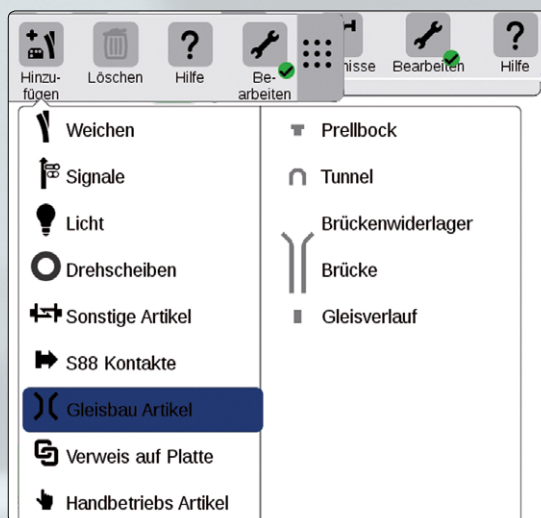 Hinzu-
fügen
Löschen
Hilfe
Be-
arbeiten
Bearbeiten
Hilfe
Weichen
Signale
Licht
Drehscheiben
Sonstige Artikel
S88 Kontakte
Gleisbau Artikel
Verweis auf Platte
Handbetriebs Artikel
Prellbock
Tunnel
Brückenwiderlager
Brücke
Gleisverlauf